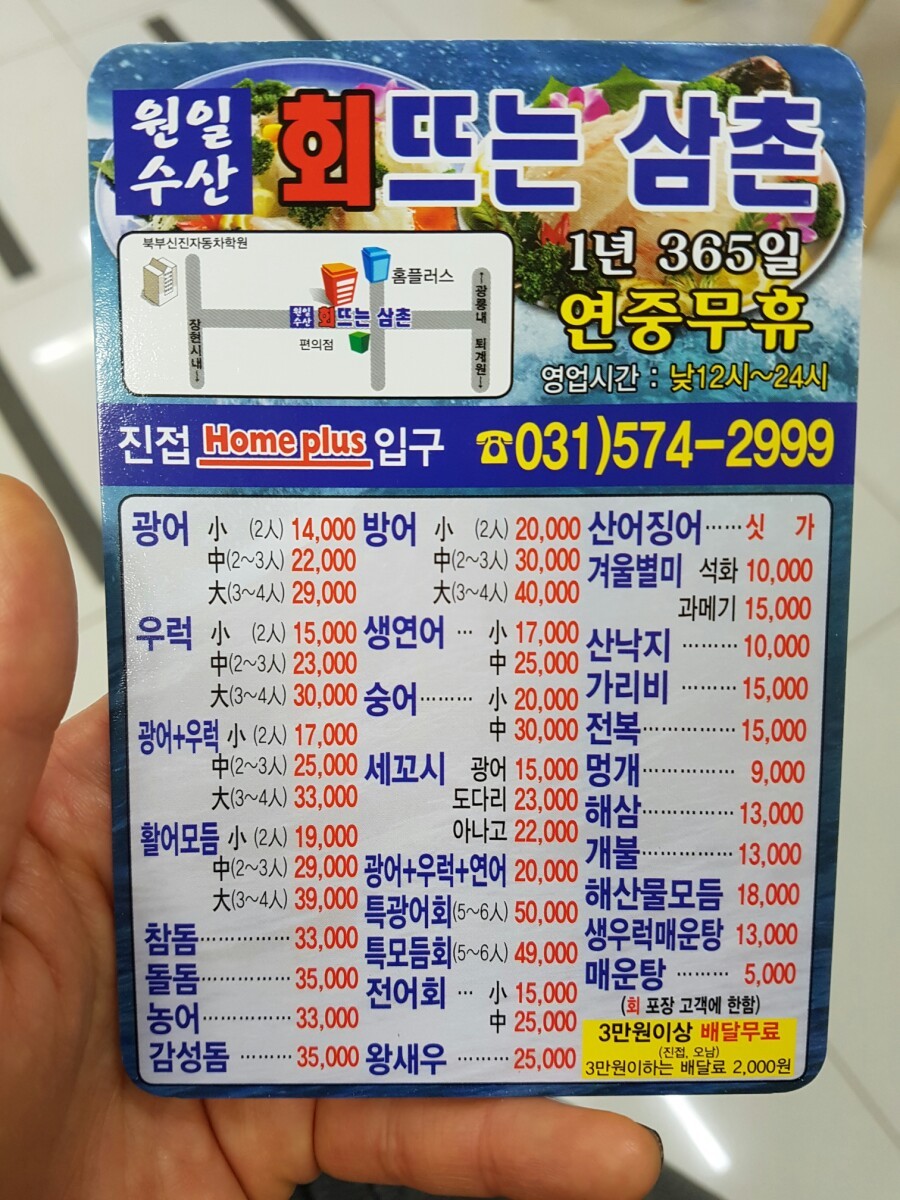 원일
수산
회뜨는 삼촌
북부신진자동차학원
홈플러스
원일
수산
회뜨는 삼촌
편의점
장현시내↓
↑광릉내 퇴계원↓
1년 365일
연중무휴
영업시간 : 낮12시~24시
진접 Home plus 입구 ☎031)574-2999
광어 小 (2人) 14,000
中(2~3人) 22,000
大(3~4人) 29,000
우럭 小 (2人) 15,000
中(2~3人) 23,000
大(3~4人) 30,000
광어+우럭 小 (2人) 17,000
中(2~3人) 25,000
大(3~4人) 33,000
활어모듬 小 (2人) 19,000
中(2~3人) 29,000
大(3~4人) 39,000
참돔 33,000
돌돔 35,000
농어 33,000
감성돔 35,000
방어 小 (2人) 20,000
中(2~3人) 30,000
大(3~4人) 40,000
생연어 … 小 17,000
中 25,000
숭어 小 20,000
中 30,000
세꼬시 광어 15,000
도다리 23,000
아나고 22,000
광어+우럭+연어 20,000
특광어회(5~6人) 50,000
특모듬회(5~6人) 49,000
전어회 … 小 15,000
中 25,000
왕새우 25,000
산어징어 …… 싯 가
겨울별미 석화 10,000
과메기 15,000
산낙지 10,000
가리비 15,000
전복 15,000
멍개 9,000
해삼 13,000
개불 13,000
해산물모듬 18,000
생우럭매운탕 13,000
매운탕 5,000
(회 포장 고객에 한함)
3만원이상 배달무료
(진접, 오남)
3만원이하는 배달료 2,000원